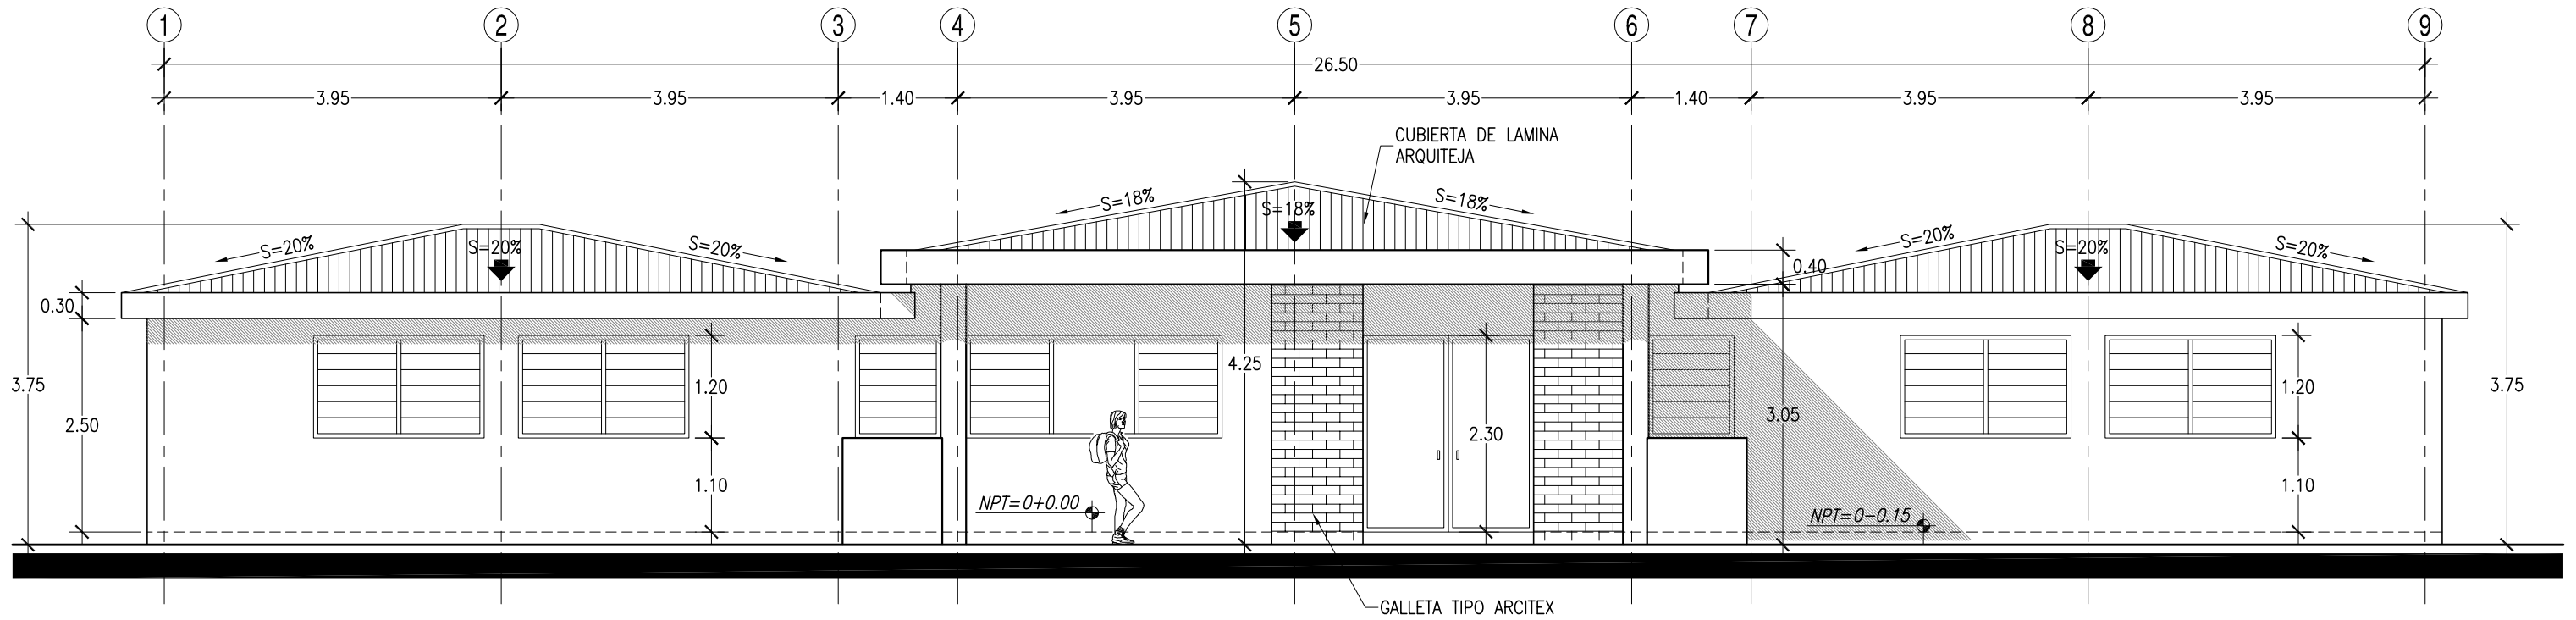 1 2 3 4 5 6 7 8 9
26.50
3.95 3.95 1.40 3.95 3.95 1.40 3.95 3.95
CUBIERTA DE LAMINA
ARQUITEJA
S=18% S=18% S=18%
S=20% S=20% S=20% S=20% S=20% S=20%
0.40
0.30
4.25
3.75 1.20 1.20 3.75
3.05
2.50 2.30
1.10 1.10
NPT=0+0.00 NPT=0-0.15
GALLETA TIPO ARCITEX